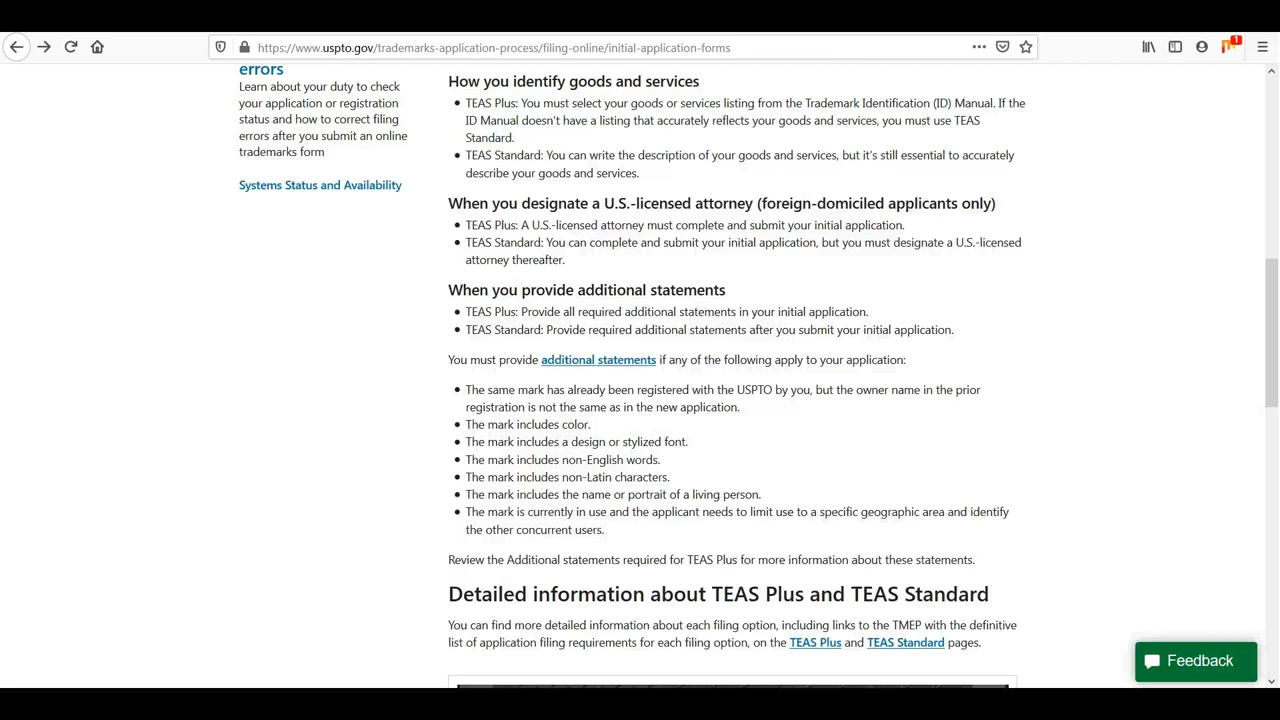 https://www.uspto.gov/trademarks-application-process/filing-online/initial-application-forms
1
errors
Learn about your duty to check
your application or registration
status and how to correct filing
errors after you submit an online
trademarks form
Systems Status and Availability
How you identify goods and services
• TEAS Plus: You must select your goods or services listing from the Trademark Identification (ID) Manual. If the
ID Manual doesn't have a listing that accurately reflects your goods and services, you must use TEAS
Standard.
• TEAS Standard: You can write the description of your goods and services, but it's still essential to accurately
describe your goods and services.
When you designate a U.S.-licensed attorney (foreign-domiciled applicants only)
• TEAS Plus: A U.S.-licensed attorney must complete and submit your initial application.
• TEAS Standard: You can complete and submit your initial application, but you must designate a U.S.-licensed
attorney thereafter.
When you provide additional statements
• TEAS Plus: Provide all required additional statements in your initial application.
• TEAS Standard: Provide required additional statements after you submit your initial application.
You must provide additional statements if any of the following apply to your application:
• The same mark has already been registered with the USPTO by you, but the owner name in the prior
registration is not the same as in the new application.
• The mark includes color.
• The mark includes a design or stylized font.
• The mark includes non-English words.
• The mark includes non-Latin characters.
• The mark includes the name or portrait of a living person.
• The mark is currently in use and the applicant needs to limit use to a specific geographic area and identify
the other concurrent users.
Review the Additional statements required for TEAS Plus for more information about these statements.
Detailed information about TEAS Plus and TEAS Standard
You can find more detailed information about each filing option, including links to the TMEP with the definitive
list of application filing requirements for each filing option, on the TEAS Plus and TEAS Standard pages.
Feedback